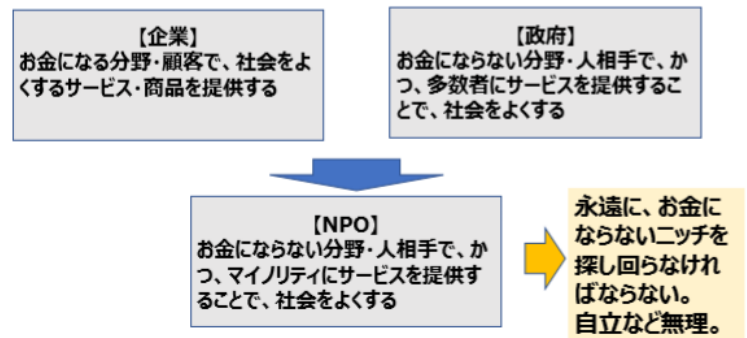 【企業】
お金になる分野・顧客で、社会をよ
くするサービス・商品を提供する
【政府】
お金にならない分野・人相手で、か
つ、多数者にサービスを提供するこ
とで、社会をよくする
【NPO】
お金にならない分野・人相手で、か
つ、マイノリティにサービスを提供す
ることで、社会をよくする
永遠に、お金に
ならないニッチを
探し回らなけれ
ばならない。
自立など無理。